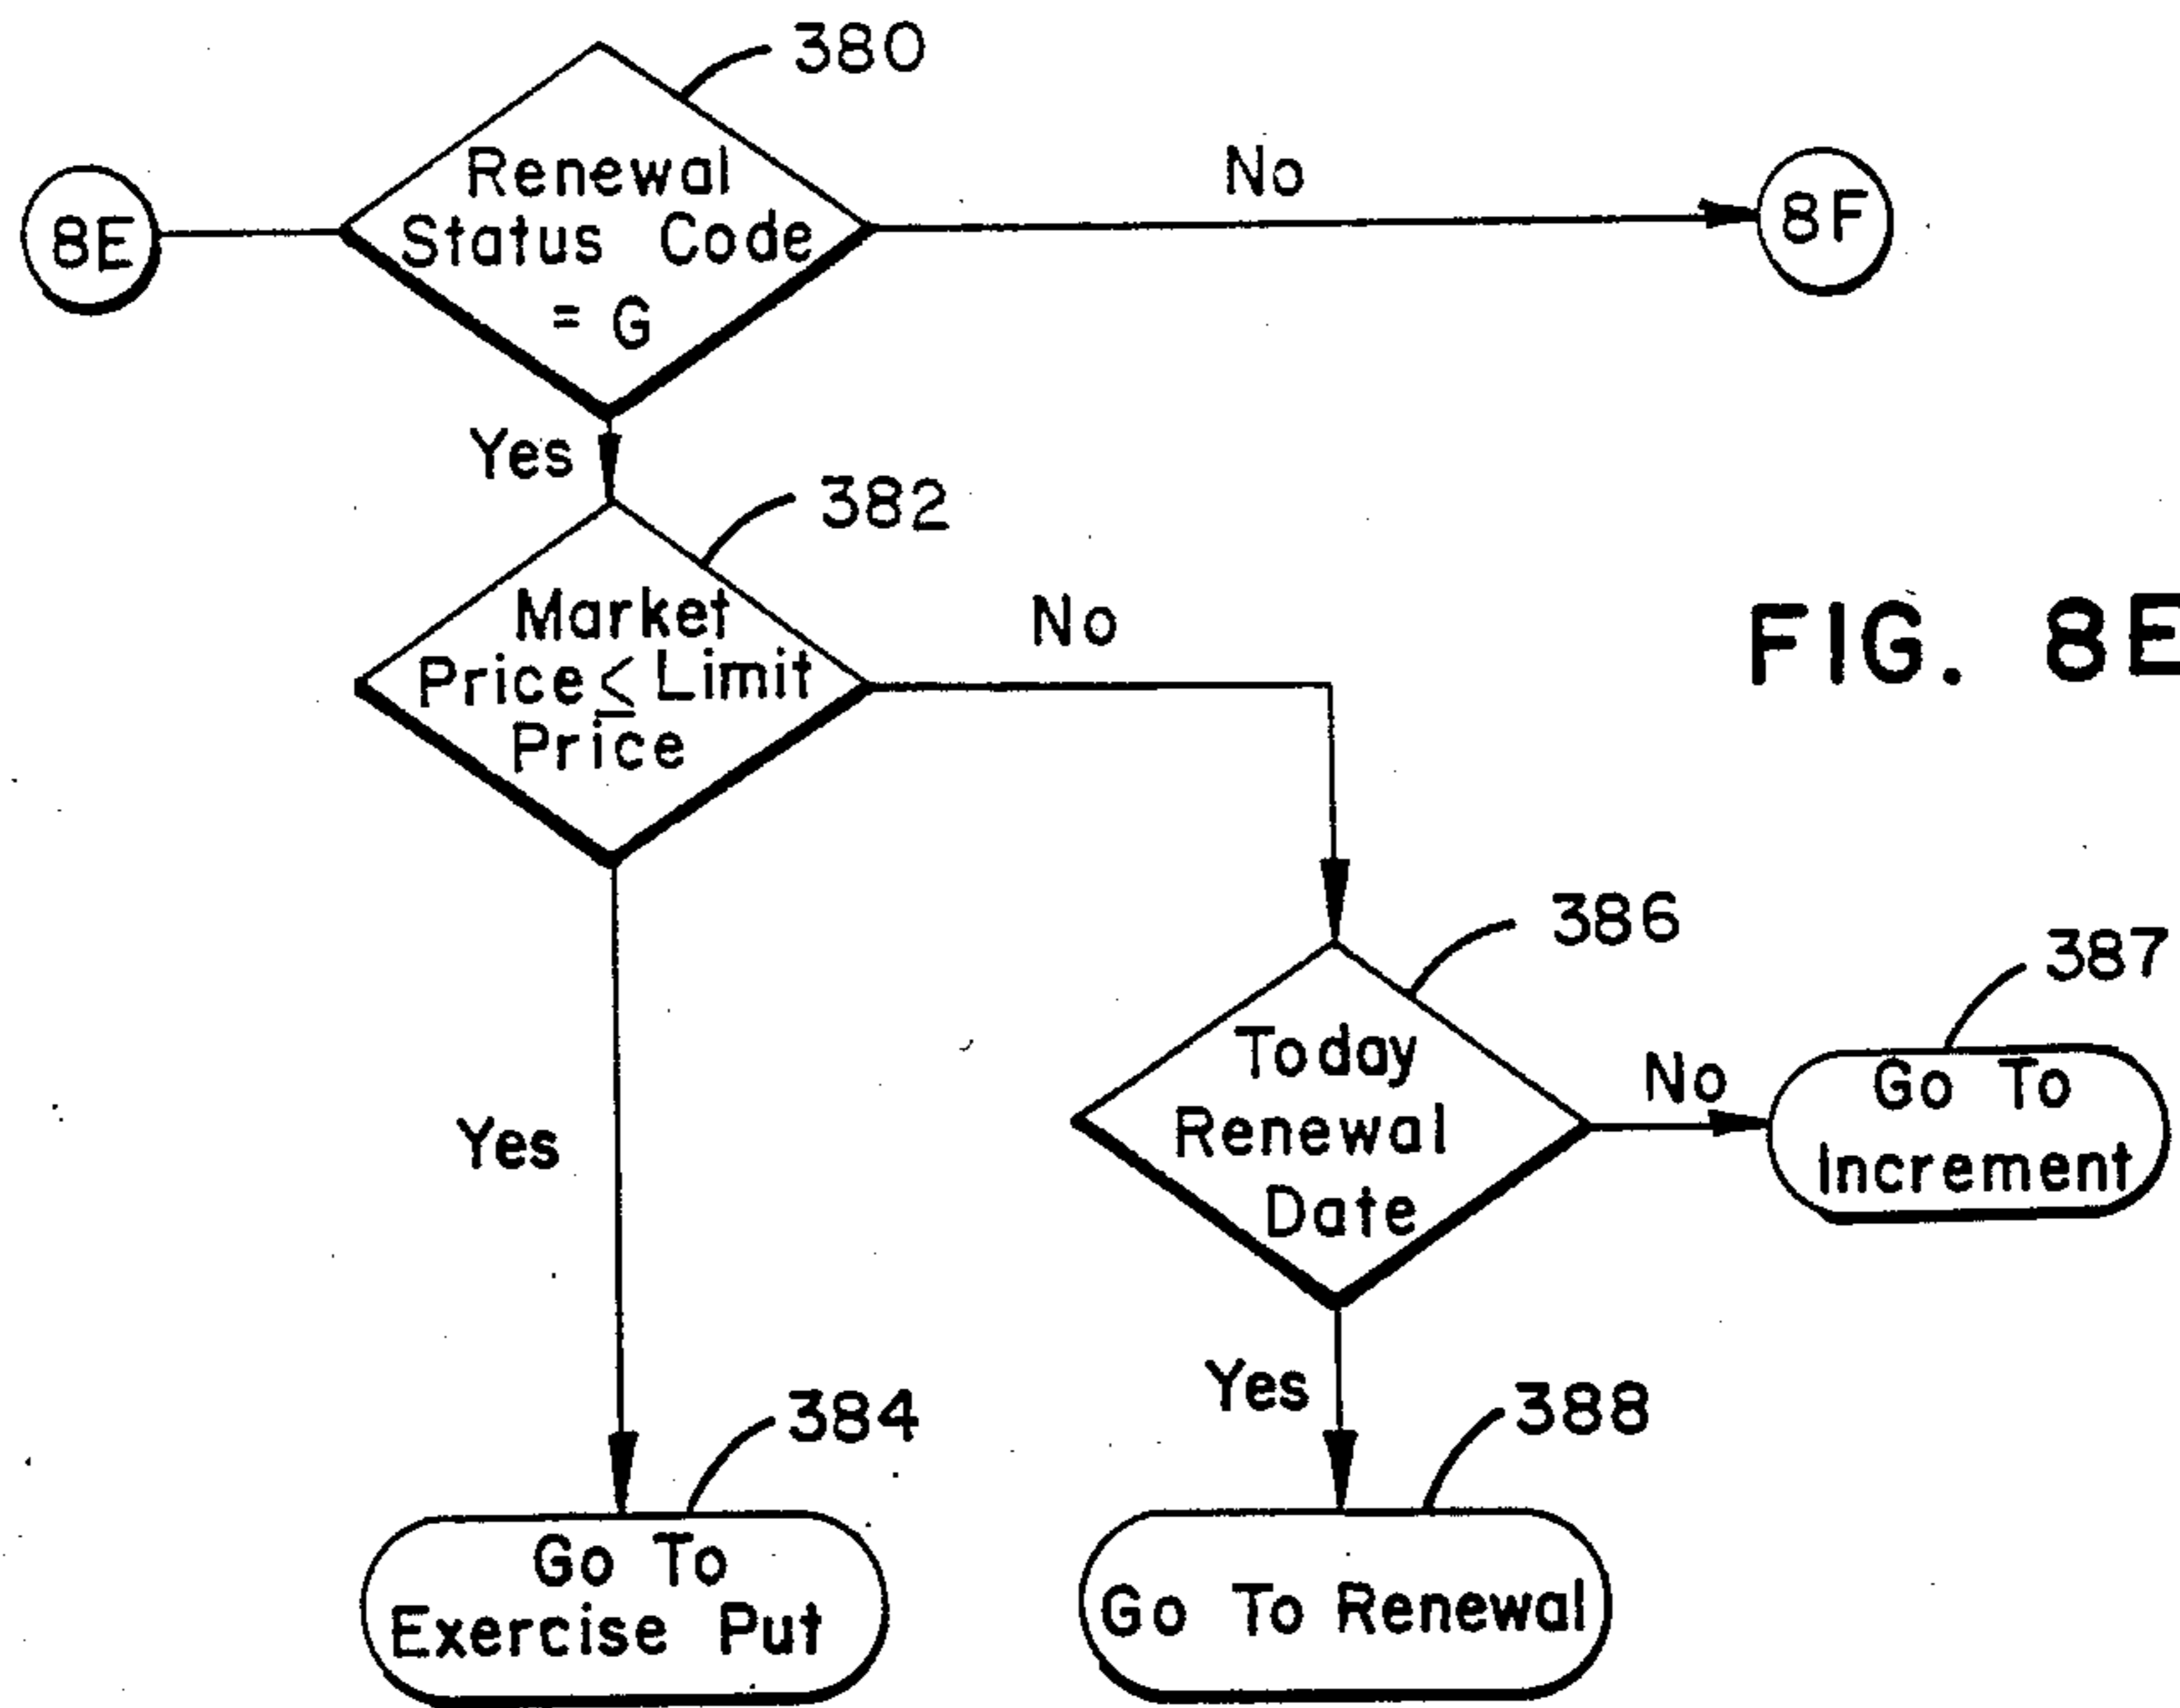 380
8E
Renewal
Status Code
= G
No
8F
Yes
382
Market
Price ≤ Limit
Price
No
FIG. 8E
386
387
Today
Renewal
Date
No
Go To
Increment
Yes
Yes
384
388
Go To
Exercise Put
Go To Renewal